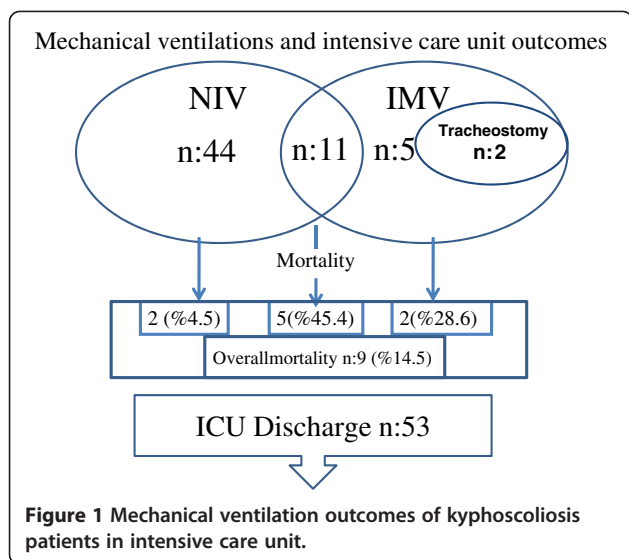 Mechanical ventilations and intensive care unit outcomes
NIV
IMV
n:44
n:11
n:5
Tracheostomy
n:2
Mortality
2 (%4.5)
5(%45.4)
2(%28.6)
Overallmortality n:9 (%14.5)
ICU Discharge n:53
Figure 1 Mechanical ventilation outcomes of kyphoscoliosis
patients in intensive care unit.